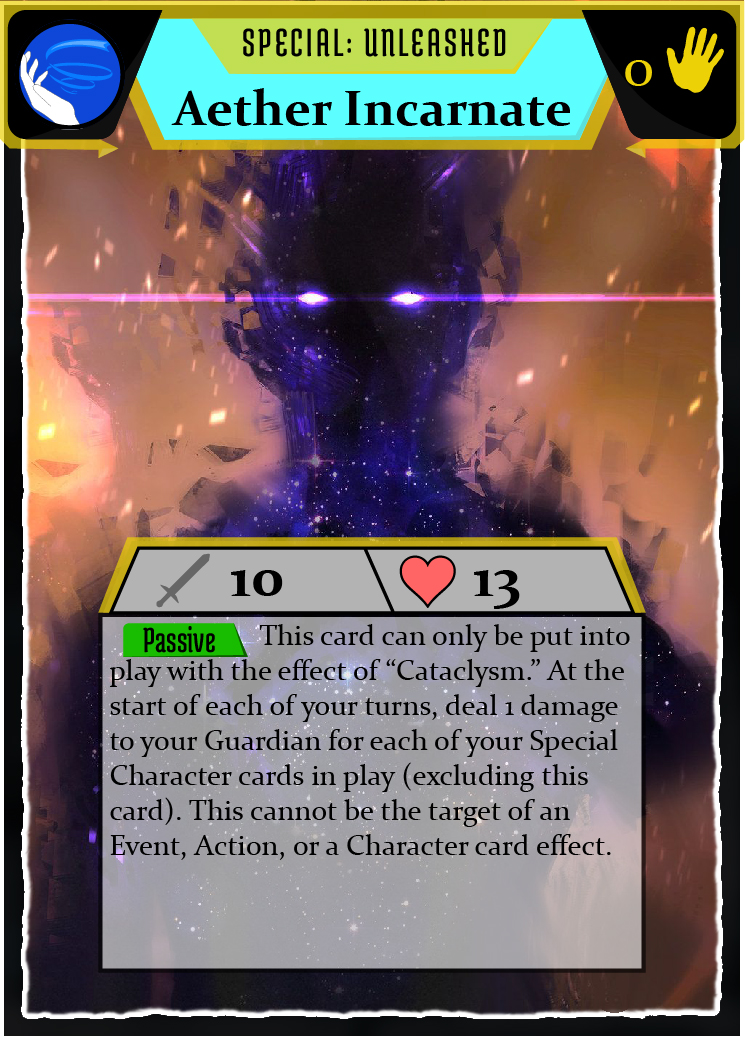 SPECIAL: UNLEASHED
Aether Incarnate
0
10
13
Passive This card can only be put into
play with the effect of “Cataclysm.” At the
start of each of your turns, deal 1 damage
to your Guardian for each of your Special
Character cards in play (excluding this
card). This cannot be the target of an
Event, Action, or a Character card effect.